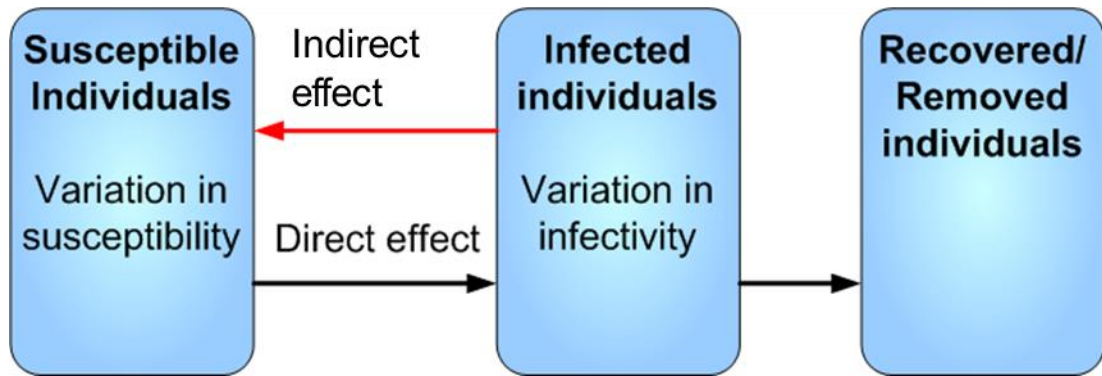 Susceptible
Individuals
Variation in
susceptibility
Indirect
effect
Direct effect
Infected
individuals
Variation in
infectivity
Recovered/
Removed
individuals